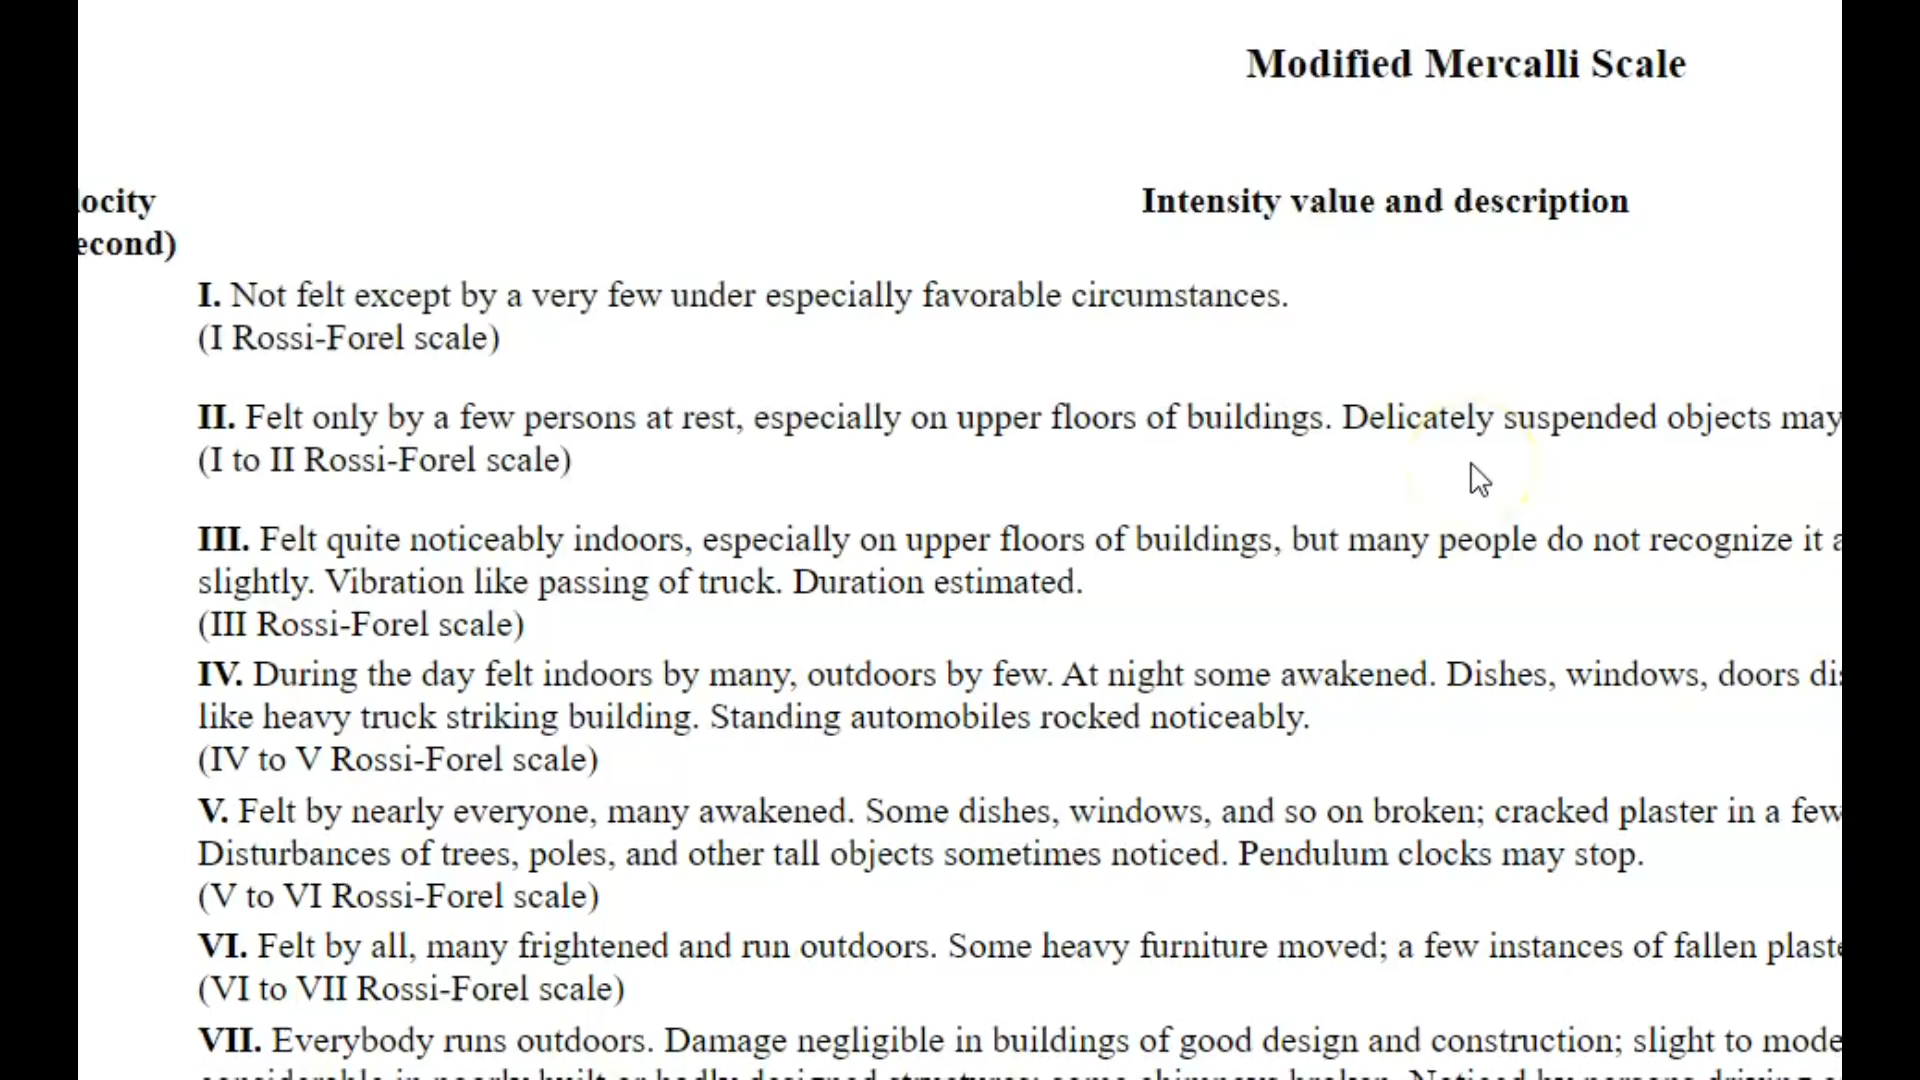 Modified Mercalli Scale
locity
Intensity value and description
econd)
I. Not felt except by a very few under especially favorable circumstances.
(I Rossi-Forel scale)
II. Felt only by a few persons at rest, especially on upper floors of buildings. Delicately suspended objects may
(I to II Rossi-Forel scale)
III. Felt quite noticeably indoors, especially on upper floors of buildings, but many people do not recognize it a
slightly. Vibration like passing of truck. Duration estimated.
(III Rossi-Forel scale)
IV. During the day felt indoors by many, outdoors by few. At night some awakened. Dishes, windows, doors dis
like heavy truck striking building. Standing automobiles rocked noticeably.
(IV to V Rossi-Forel scale)
V. Felt by nearly everyone, many awakened. Some dishes, windows, and so on broken; cracked plaster in a few
Disturbances of trees, poles, and other tall objects sometimes noticed. Pendulum clocks may stop.
(V to VI Rossi-Forel scale)
VI. Felt by all, many frightened and run outdoors. Some heavy furniture moved; a few instances of fallen plaste
(VI to VII Rossi-Forel scale)
VII. Everybody runs outdoors. Damage negligible in buildings of good design and construction; slight to mode